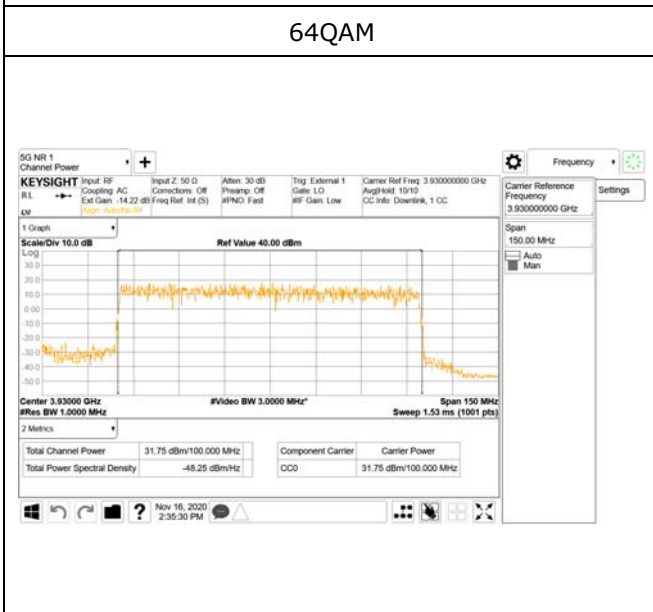 64QAM
5G NR 1
Channel Power
Frequency
KEYSIGHT
RL
Input: RF
Coupling: AC
Ext Gain: -14.22 dB
Align: Auto/No RF
Input Z: 50 Ω
Corrections: Off
Freq Ref: Int (S)
Atten: 30 dB
Preamp: Off
#PNO: Fast
Trig: External 1
Gate: LO
#IF Gain: Low
Carrier Ref Freq: 3.930000000 GHz
Avg|Hold: 10/10
CC Info: Downlink, 1 CC
Carrier Reference
Frequency
3.930000000 GHz
Settings
Span
150.00 MHz
Auto
Man
1 Graph
Scale/Div 10.0 dB
Ref Value 40.00 dBm
Log
30.0
20.0
10.0
0.00
-10.0
-20.0
-30.0
-40.0
-50.0
Center 3.93000 GHz
#Video BW 3.0000 MHz*
Span 150 MHz
#Res BW 1.0000 MHz
Sweep 1.53 ms (1001 pts)
2 Metrics
Total Channel Power 31.75 dBm/100.000 MHz
Total Power Spectral Density -48.25 dBm/Hz
Component Carrier Carrier Power
CC0 31.75 dBm/100.000 MHz
Nov 16, 2020
2:35:30 PM